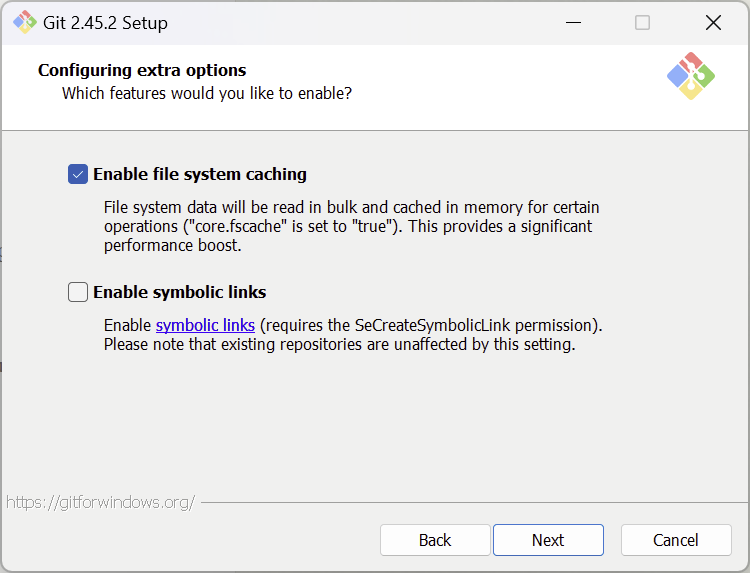 Git 2.45.2 Setup
Configuring extra options
Which features would you like to enable?
Enable file system caching
File system data will be read in bulk and cached in memory for certain
operations ("core.fscache" is set to "true"). This provides a significant
performance boost.
Enable symbolic links
Enable symbolic links (requires the SeCreateSymbolicLink permission).
Please note that existing repositories are unaffected by this setting.
https://gitforwindows.org/
Back
Next
Cancel